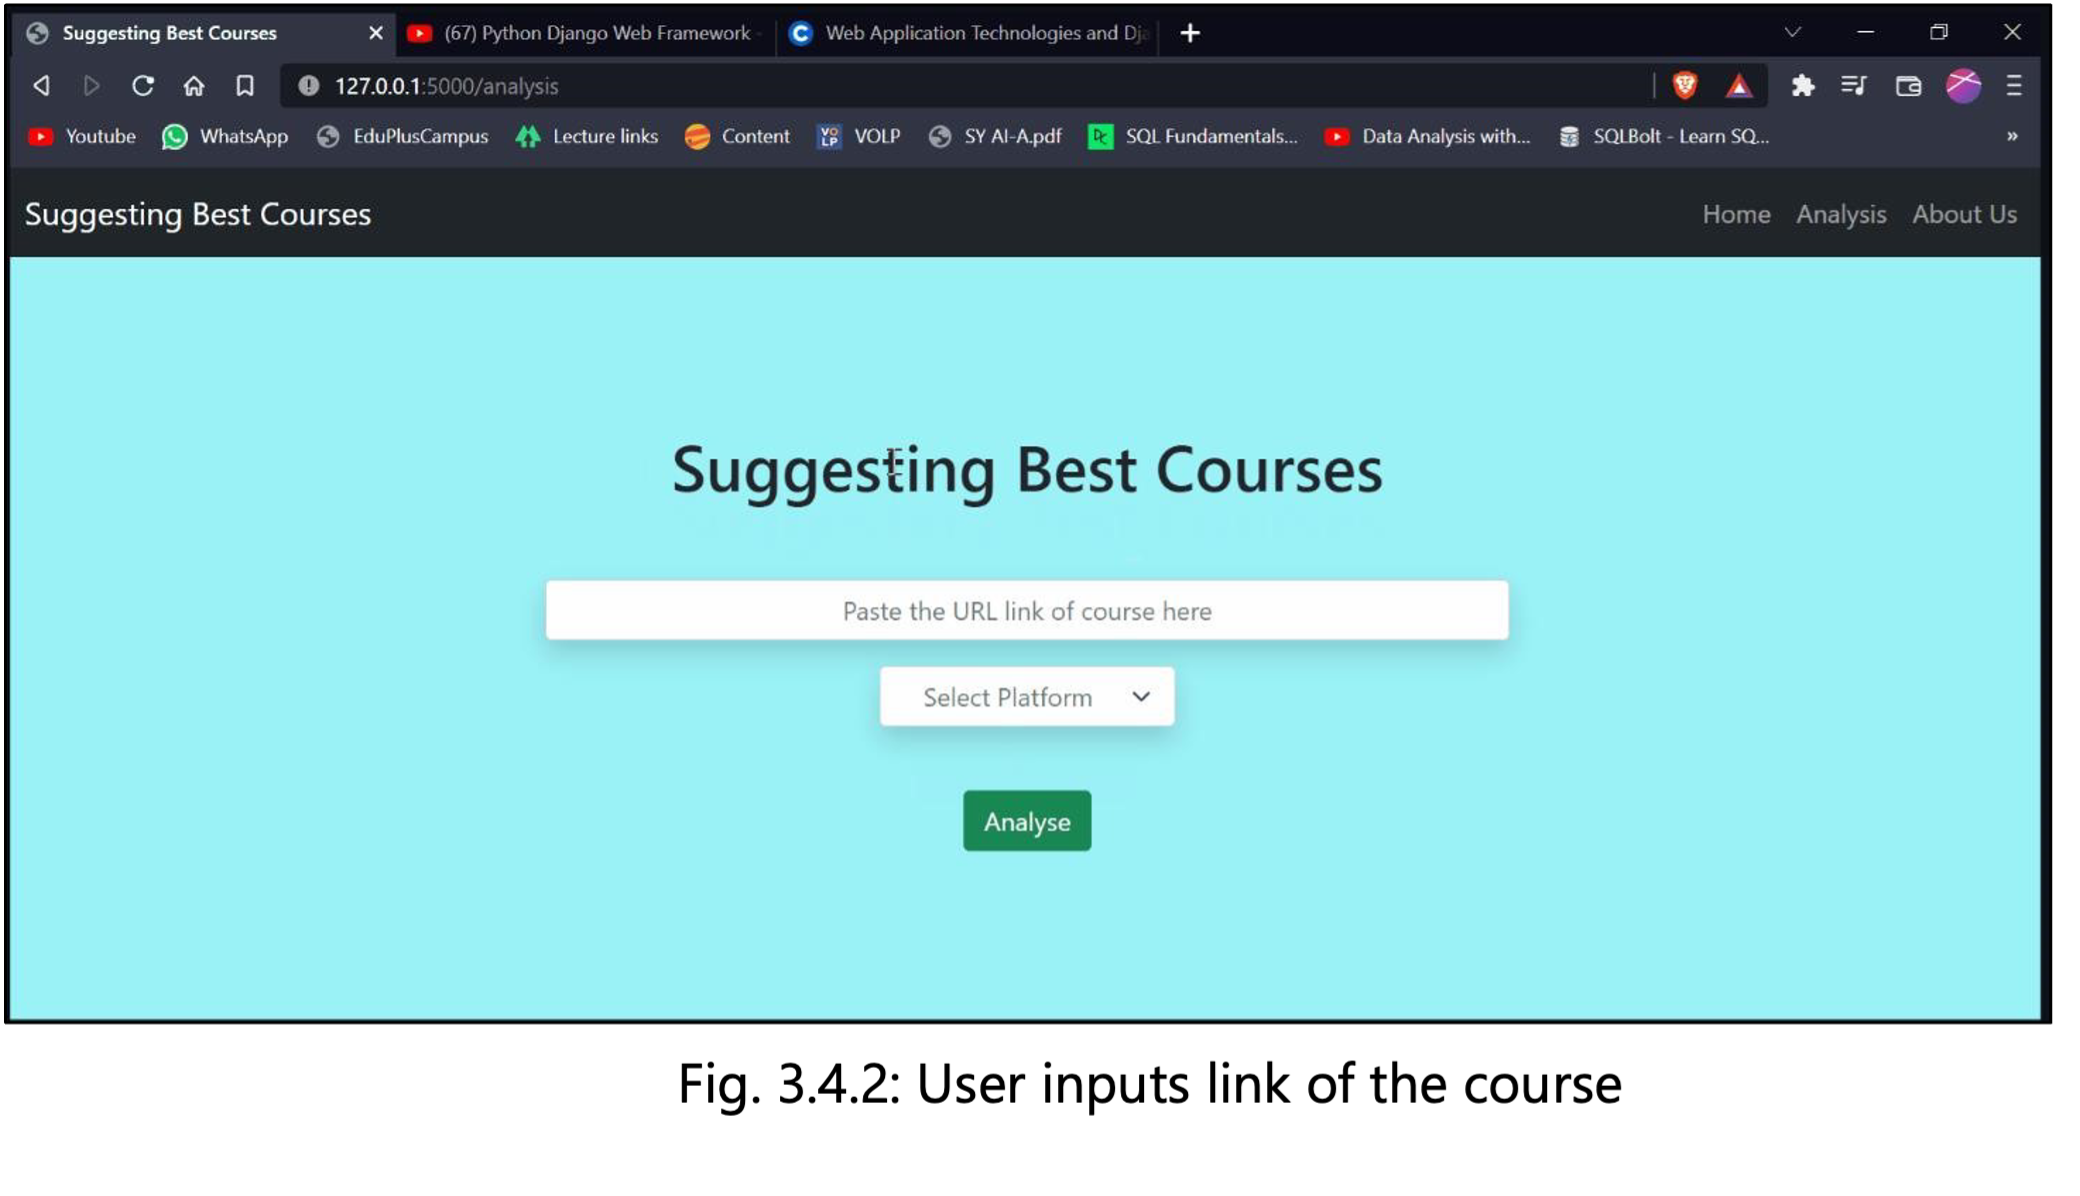 Suggesting Best Courses
(67) Python Django Web Framework -
Web Application Technologies and Dja
127.0.0.1:5000/analysis
Youtube
WhatsApp
EduPlusCampus
Lecture links
Content
VOLP
SY AI-A.pdf
SQL Fundamentals...
Data Analysis with...
SQLBolt - Learn SQ...
Suggesting Best Courses
Home Analysis About Us
Suggesting Best Courses
Paste the URL link of course here
Select Platform
Analyse
Fig. 3.4.2: User inputs link of the course